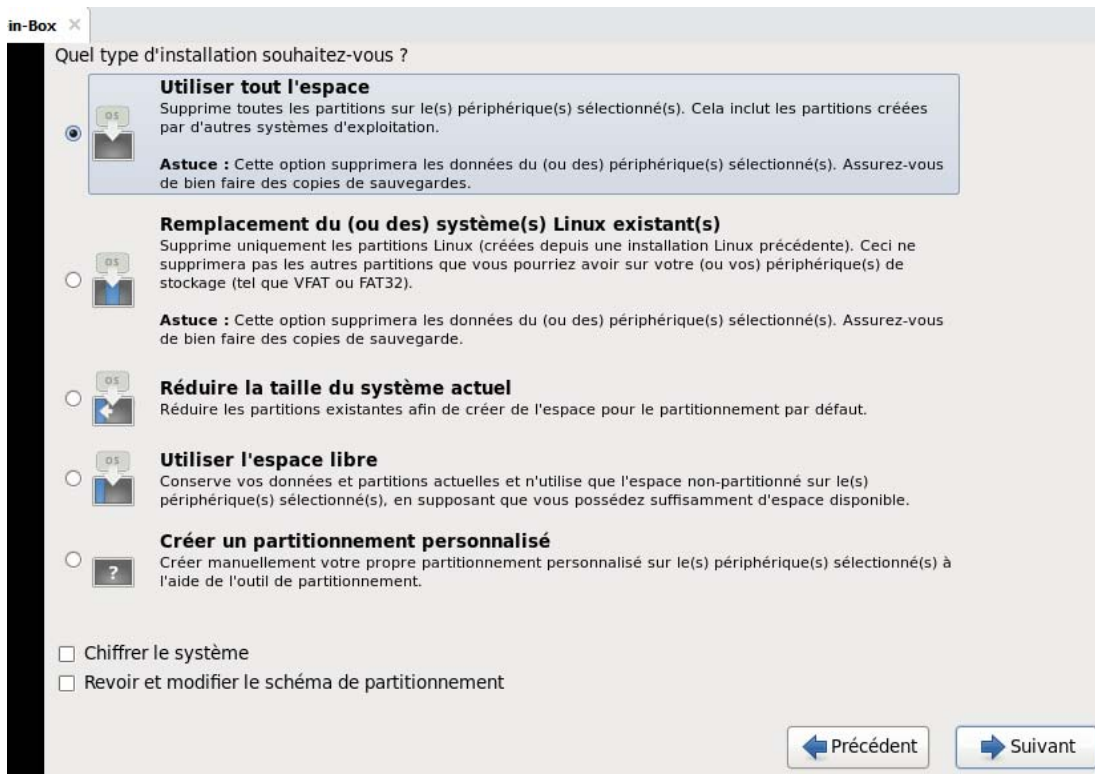 in-Box
Quel type d'installation souhaitez-vous ?
Utiliser tout l'espace
Supprime toutes les partitions sur le(s) périphérique(s) sélectionné(s). Cela inclut les partitions créées
par d'autres systèmes d'exploitation.
Astuce : Cette option supprimera les données du (ou des) périphérique(s) sélectionné(s). Assurez-vous
de bien faire des copies de sauvegardes.
OS
Remplacement du (ou des) système(s) Linux existant(s)
Supprime uniquement les partitions Linux (créées depuis une installation Linux précédente). Ceci ne
supprimera pas les autres partitions que vous pourriez avoir sur votre (ou vos) périphérique(s) de
stockage (tel que VFAT ou FAT32).
Astuce : Cette option supprimera les données du (ou des) périphérique(s) sélectionné(s). Assurez-vous
de bien faire des copies de sauvegarde.
OS
Réduire la taille du système actuel
Réduire les partitions existantes afin de créer de l'espace pour le partitionnement par défaut.
OS
Utiliser l'espace libre
Conserve vos données et partitions actuelles et n'utilise que l'espace non-partitionné sur le(s)
périphérique(s) sélectionné(s), en supposant que vous possédez suffisamment d'espace disponible.
OS
Créer un partitionnement personnalisé
Créer manuellement votre propre partitionnement personnalisé sur le(s) périphérique(s) sélectionné(s) à
l'aide de l'outil de partitionnement.
?
Chiffrer le système
Revoir et modifier le schéma de partitionnement
Précédent
Suivant